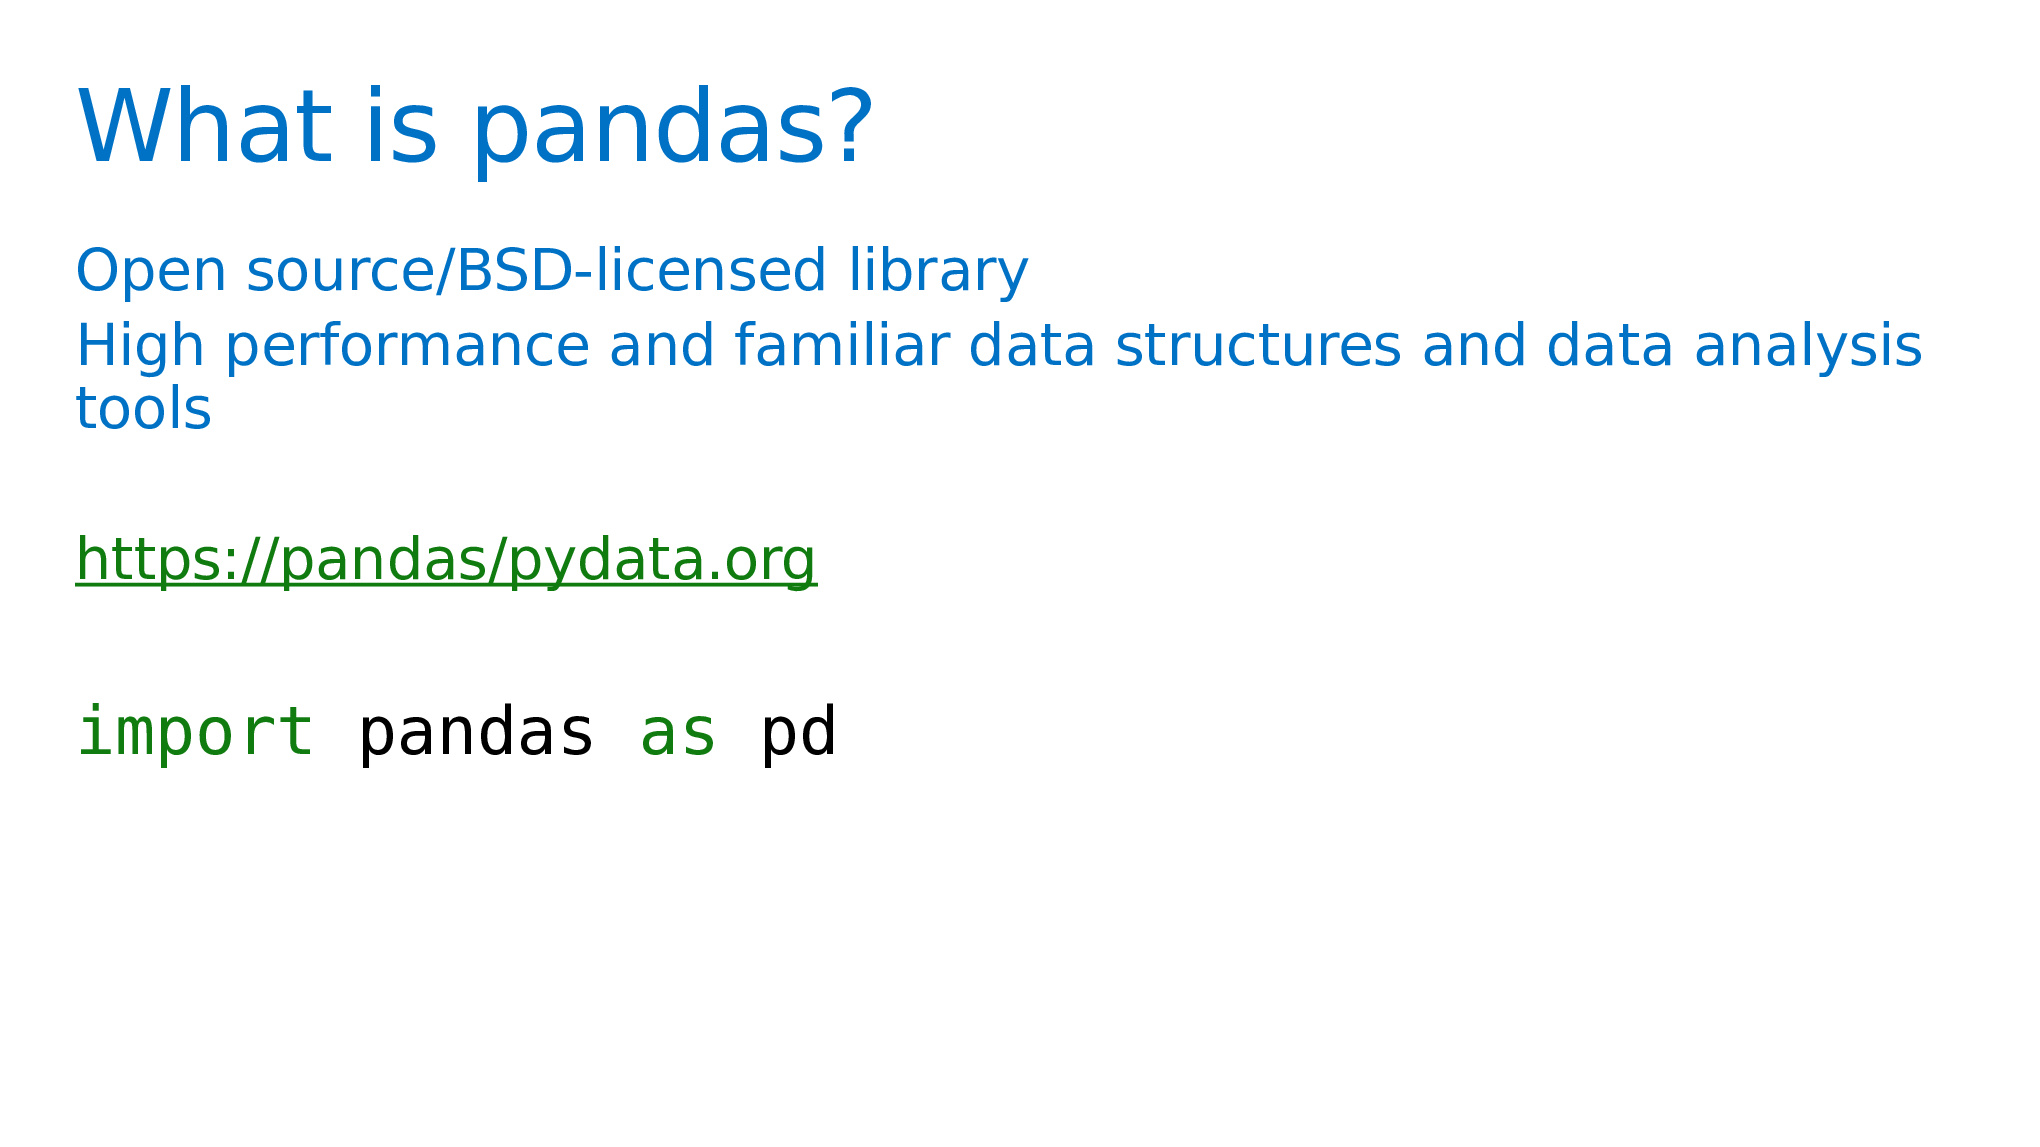 What is pandas?
Open source/BSD-licensed library
High performance and familiar data structures and data analysis
tools
https://pandas/pydata.org
import pandas as pd